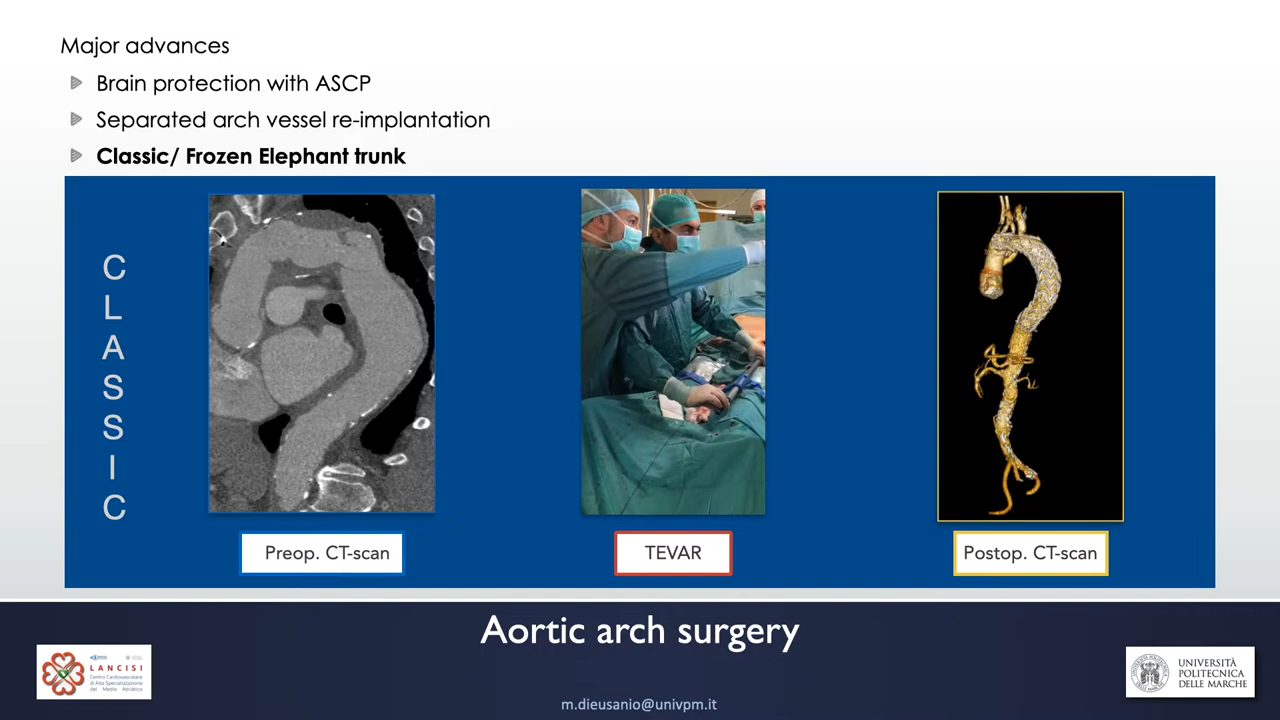 Major advances
Brain protection with ASCP
Separated arch vessel re-implantation
Classic/ Frozen Elephant trunk
CLASSIC
Preop. CT-scan
TEVAR
Postop. CT-scan
Aortic arch surgery
LANCISI
Centro Cardiovascolare
di Alta Specializzazione
del Medio Adriatico
UNIVERSITÀ
POLITECNICA
DELLE MARCHE
m.dieusanio@univpm.it